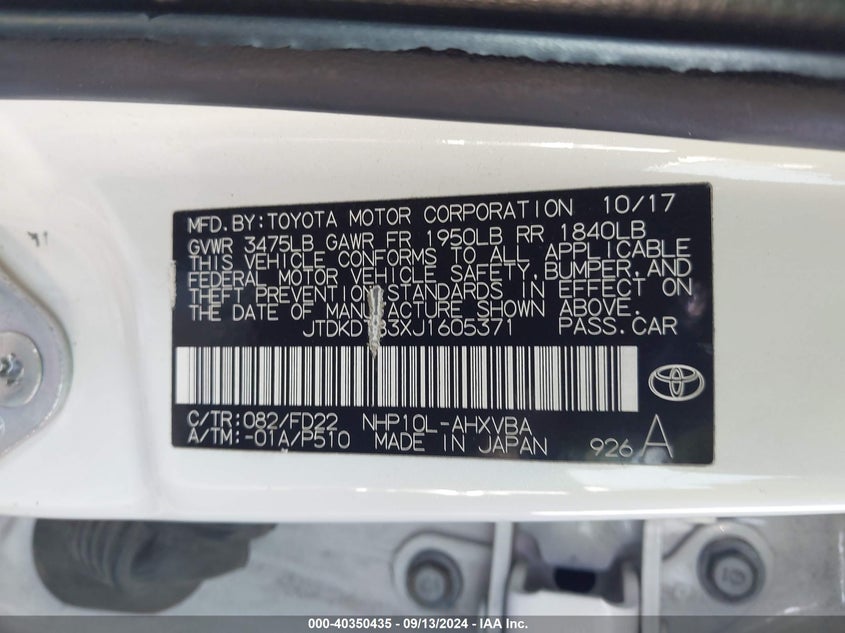 MFD.BY:TOYOTA MOTOR CORPORATION 10/17
GVWR 3475LB GAWR FR 1950LB RR 1840LB
THIS VEHICLE CONFORMS TO ALL APPLICABLE
FEDERAL MOTOR VEHICLE SAFETY,BUMPER,AND
THEFT PREVENTION STANDARDS IN EFFECT ON
THE DATE OF MANUFACTURE SHOWN ABOVE.
JTDKDTB3XJ1605371 PASS.CAR
C/TR:082/FD22 NHP10L-AHXVBA
A/TM:-01A/P510 MADE IN JAPAN 926 A
000-40350435 - 09/13/2024 - IAA Inc.